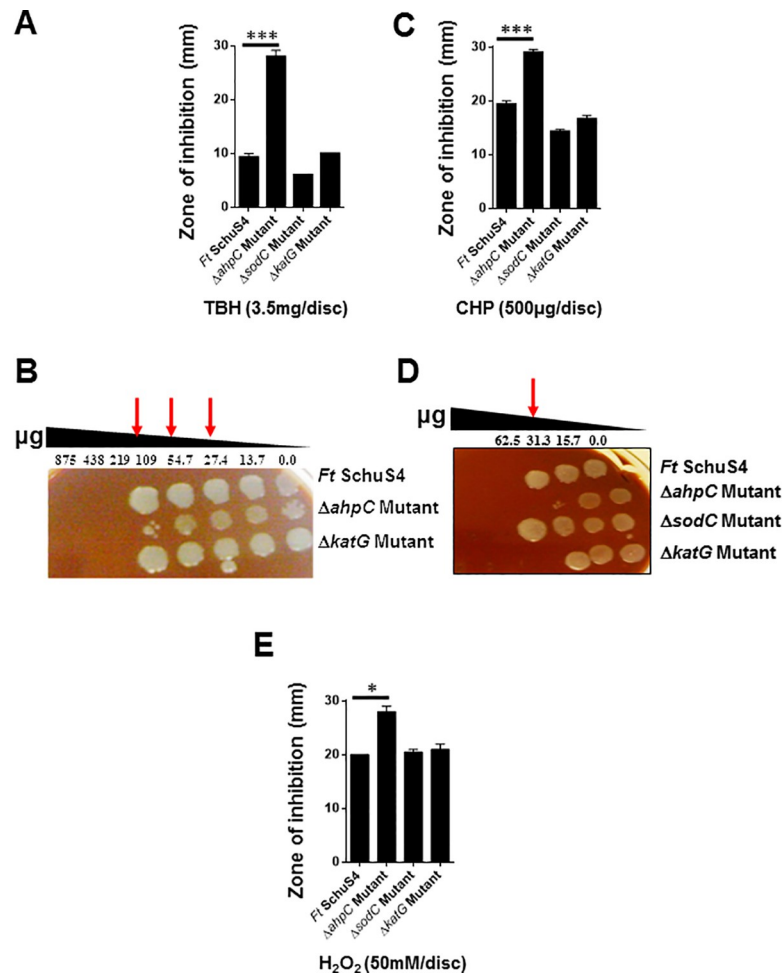 A
Zone of inhibition (mm)
30
20
10
0
***
Ft SchuS4
ΔahpC Mutant
ΔsodC Mutant
ΔkatG Mutant
TBH (3.5mg/disc)
C
Zone of inhibition (mm)
30
20
10
0
***
Ft SchuS4
ΔahpC Mutant
ΔsodC Mutant
ΔkatG Mutant
CHP (500µg/disc)
B
µg
875 438 219 109 54.7 27.4 13.7 0.0
Ft SchuS4
ΔahpC Mutant
ΔkatG Mutant
D
µg
62.5 31.3 15.7 0.0
Ft SchuS4
ΔahpC Mutant
ΔsodC Mutant
ΔkatG Mutant
E
Zone of inhibition (mm)
30
20
10
0
*
Ft SchuS4
ΔahpC Mutant
ΔsodC Mutant
ΔkatG Mutant
H₂O₂ (50mM/disc)